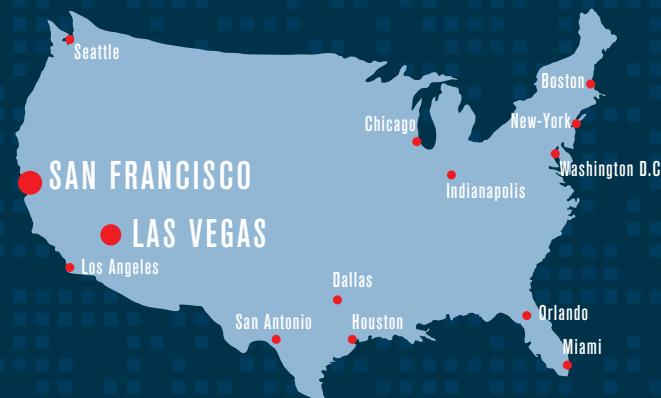 Seattle
Boston
Chicago
New-York
Washington D.C
SAN FRANCISCO
Indianapolis
LAS VEGAS
Los Angeles
Dallas
Orlando
San Antonio
Houston
Miami